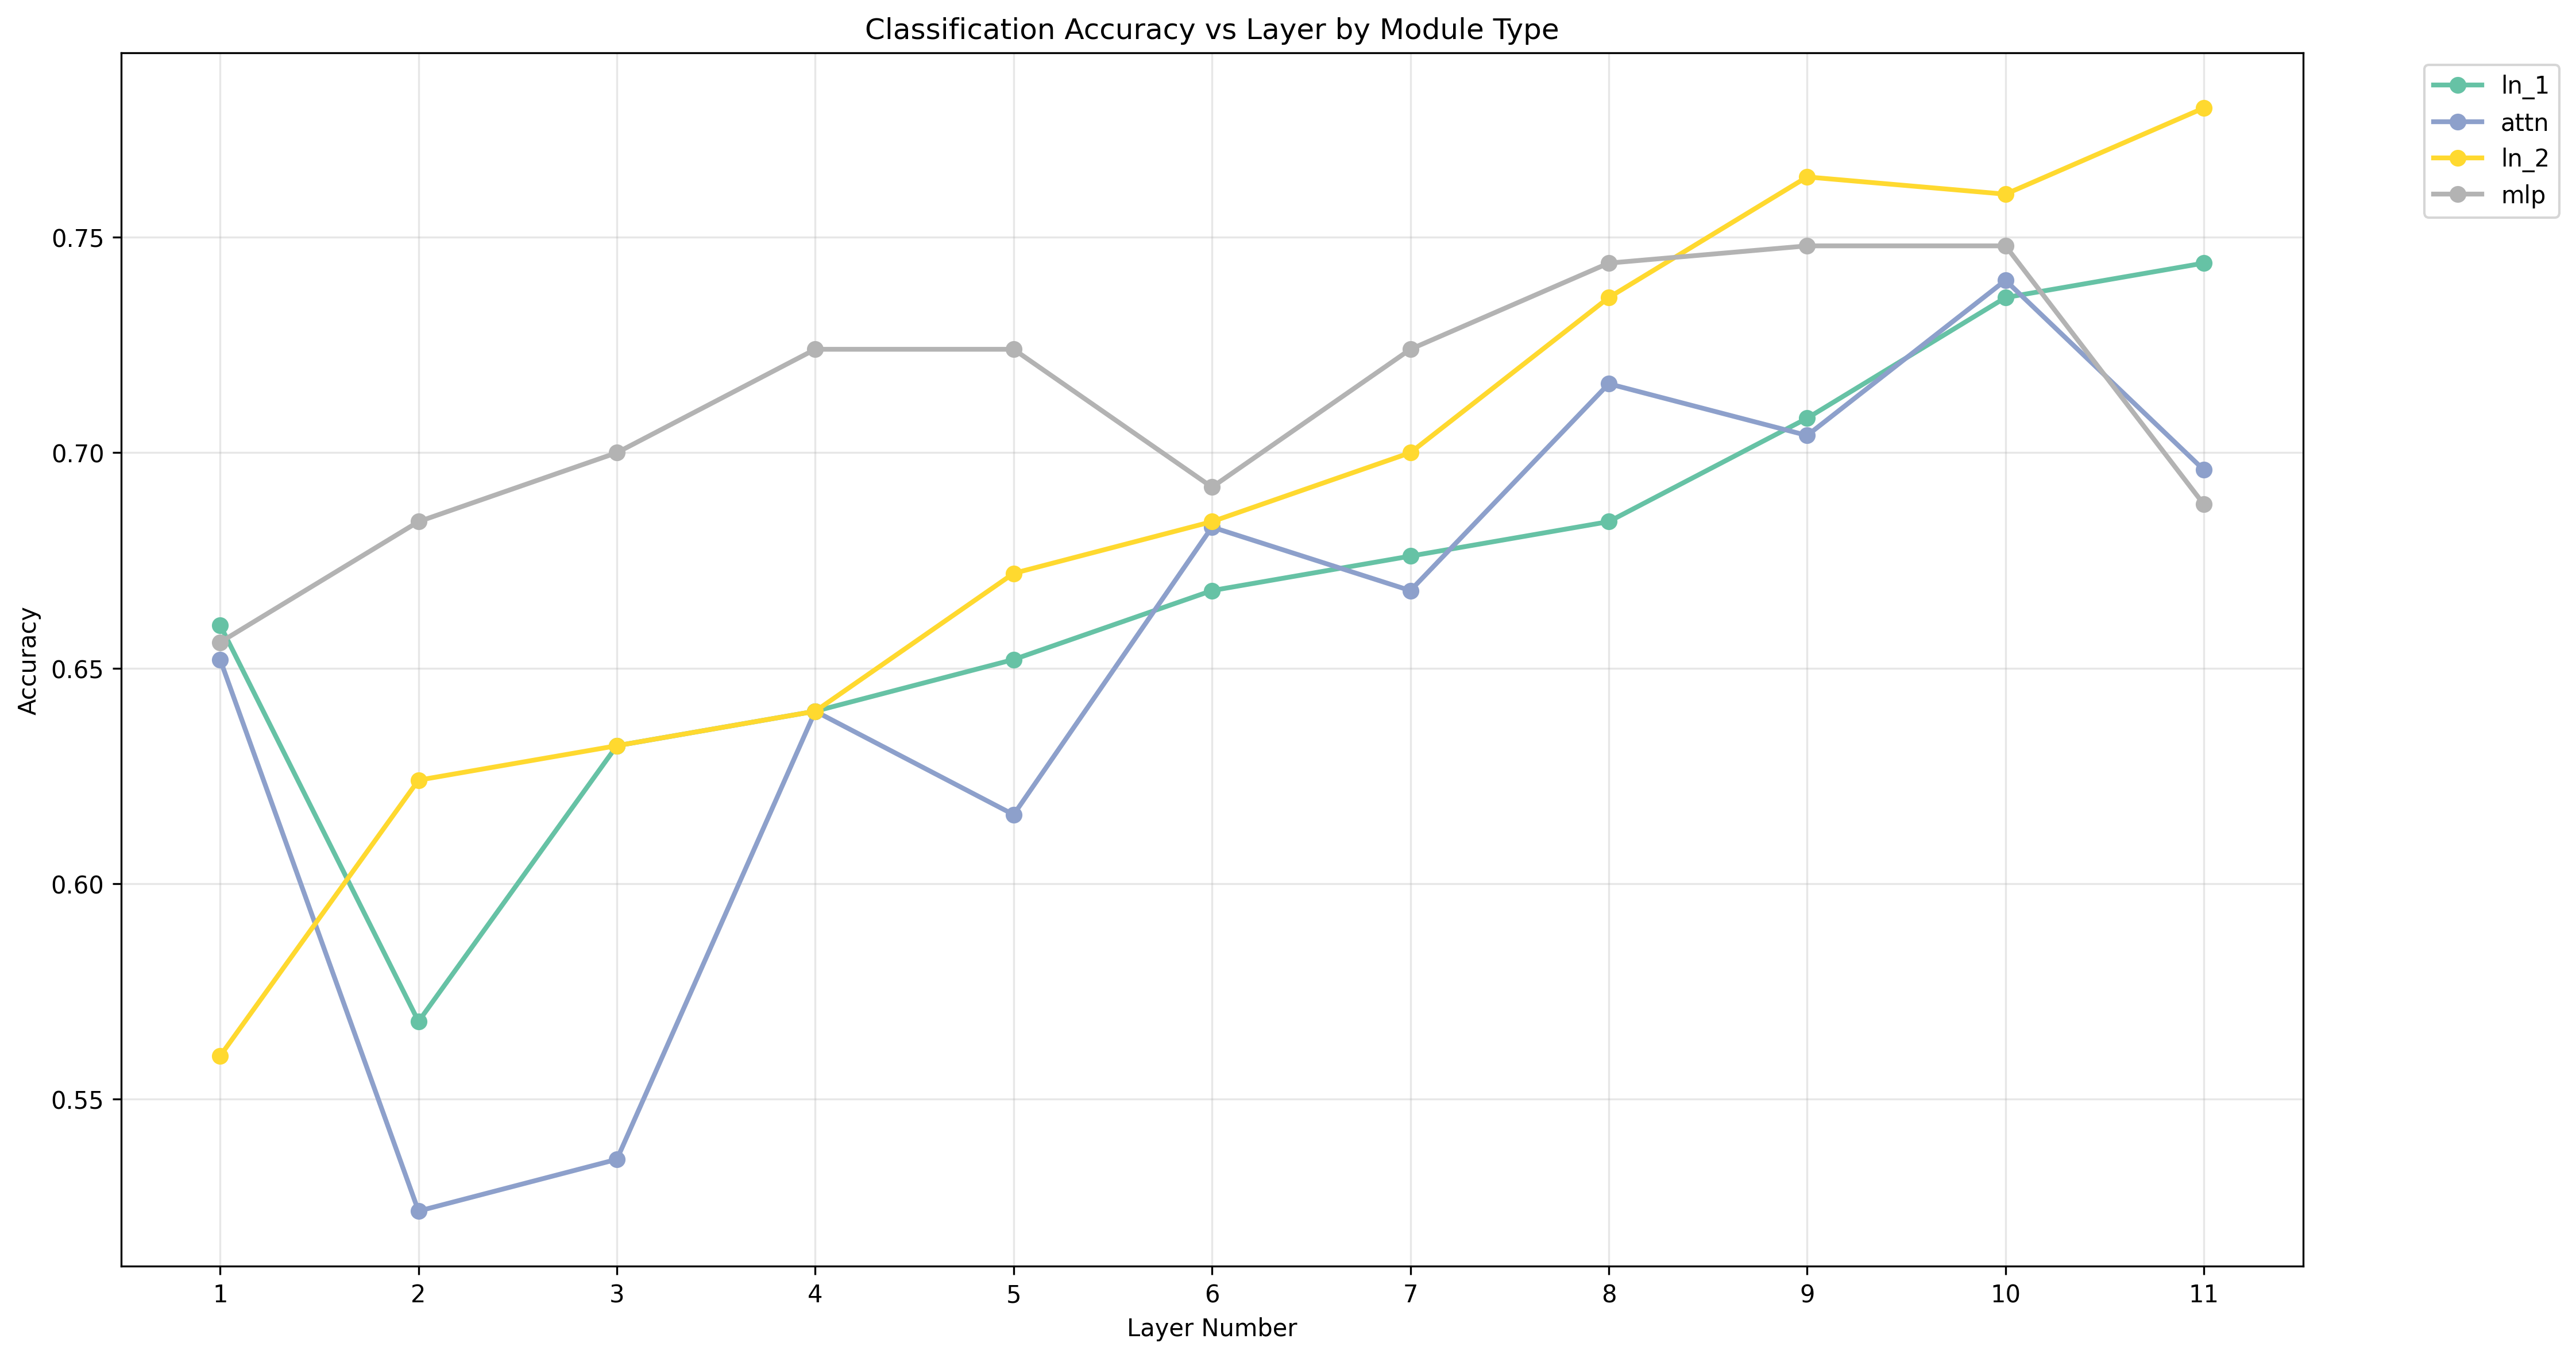 Classification Accuracy vs Layer by Module Type
ln_1
attn
ln_2
mlp
0.75
0.70
0.65
0.60
0.55
Accuracy
1 2 3 4 5 6 7 8 9 10 11
Layer Number